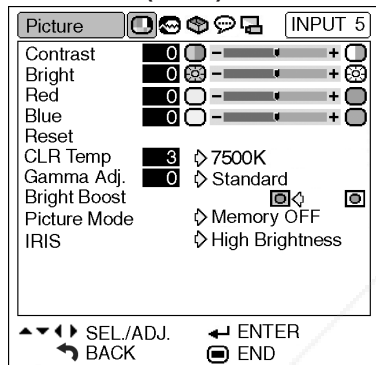 Picture INPUT 5
Contrast 0 - +
Bright 0 - +
Red 0 - +
Blue 0 - +
Reset
CLR Temp 3 7500K
Gamma Adj. 0 Standard
Bright Boost
Picture Mode Memory OFF
IRIS High Brightness
SEL./ADJ. ENTER
BACK END